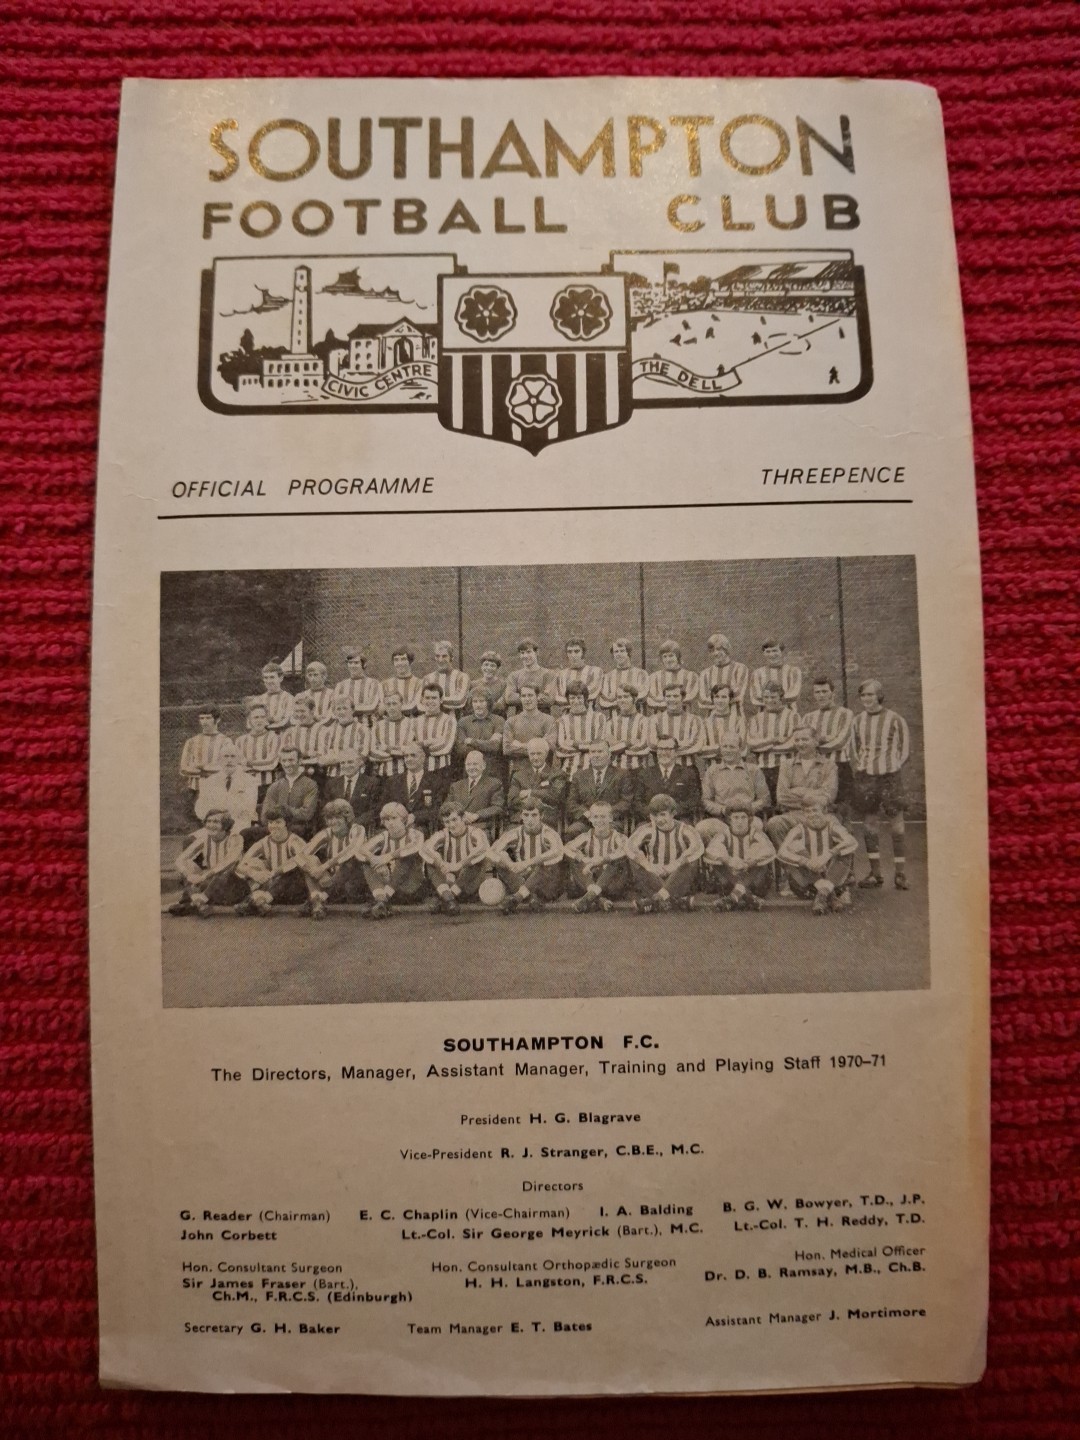 SOUTHAMPTON
FOOTBALL CLUB
CIVIC CENTRE
THE DELL
OFFICIAL PROGRAMME THREEPENCE
SOUTHAMPTON F.C.
The Directors, Manager, Assistant Manager, Training and Playing Staff 1970–71
President H. G. Blagrave
Vice-President R. J. Stranger, C.B.E., M.C.
Directors
G. Reader (Chairman) E. C. Chaplin (Vice-Chairman) I. A. Balding B. G. W. Bowyer, T.D., J.P.
John Corbett Lt.-Col. Sir George Meyrick (Bart.), M.C. Lt.-Col. T. H. Reddy, T.D.
Hon. Consultant Surgeon Hon. Consultant Orthopædic Surgeon Hon. Medical Officer
Sir James Fraser (Bart.), H. H. Langston, F.R.C.S. Dr. D. B. Ramsay, M.B., Ch.B.
Ch.M., F.R.C.S. (Edinburgh)
Secretary G. H. Baker Team Manager E. T. Bates Assistant Manager J. Mortimore